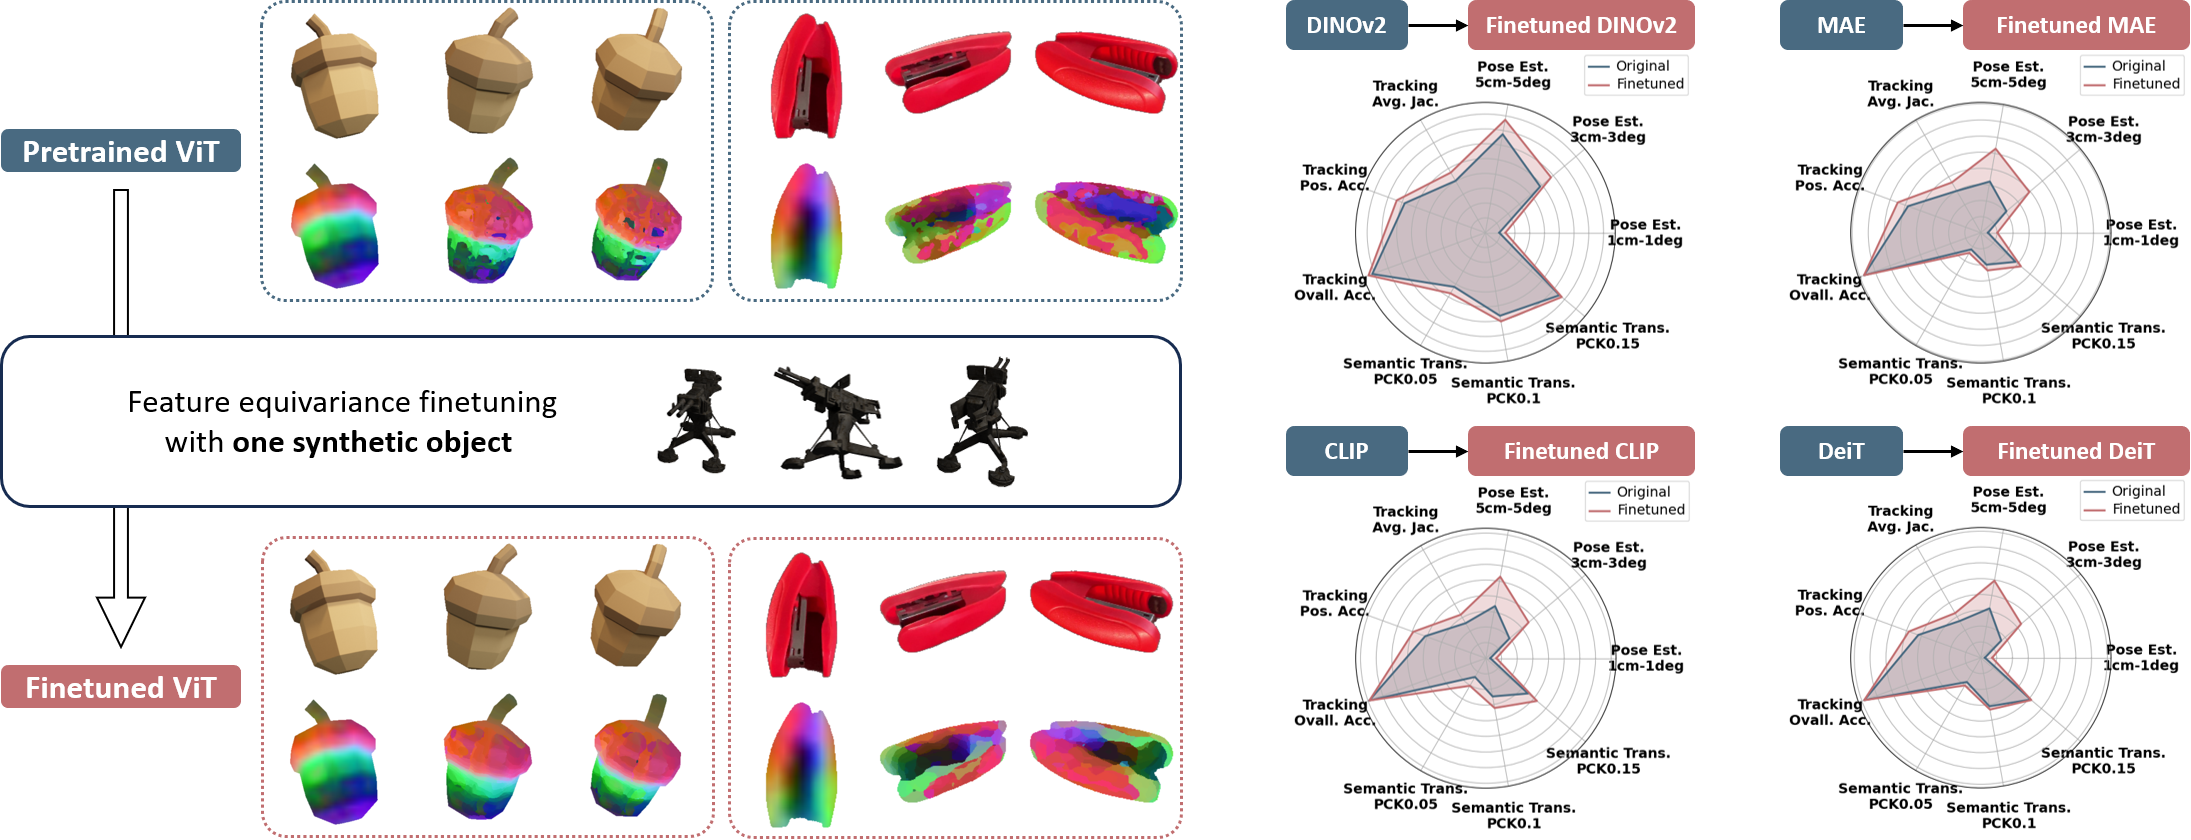 Pretrained ViT
Feature equivariance finetuning
with one synthetic object
Finetuned ViT
DINOv2
Finetuned DINOv2
Original
Finetuned
Pose Est.
5cm-5deg
Tracking
Avg. Jac.
Pose Est.
3cm-3deg
Tracking
Pos. Acc.
Pose Est.
1cm-1deg
Tracking
Ovall. Acc.
Semantic Trans.
PCK0.15
Semantic Trans.
PCK0.05
Semantic Trans.
PCK0.1
MAE
Finetuned MAE
Original
Finetuned
Pose Est.
5cm-5deg
Tracking
Avg. Jac.
Pose Est.
3cm-3deg
Tracking
Pos. Acc.
Pose Est.
1cm-1deg
Tracking
Ovall. Acc.
Semantic Trans.
PCK0.15
Semantic Trans.
PCK0.05
Semantic Trans.
PCK0.1
CLIP
Finetuned CLIP
Original
Finetuned
Pose Est.
5cm-5deg
Tracking
Avg. Jac.
Pose Est.
3cm-3deg
Tracking
Pos. Acc.
Pose Est.
1cm-1deg
Tracking
Ovall. Acc.
Semantic Trans.
PCK0.15
Semantic Trans.
PCK0.05
Semantic Trans.
PCK0.1
DeiT
Finetuned DeiT
Original
Finetuned
Pose Est.
5cm-5deg
Tracking
Avg. Jac.
Pose Est.
3cm-3deg
Tracking
Pos. Acc.
Pose Est.
1cm-1deg
Tracking
Ovall. Acc.
Semantic Trans.
PCK0.15
Semantic Trans.
PCK0.05
Semantic Trans.
PCK0.1